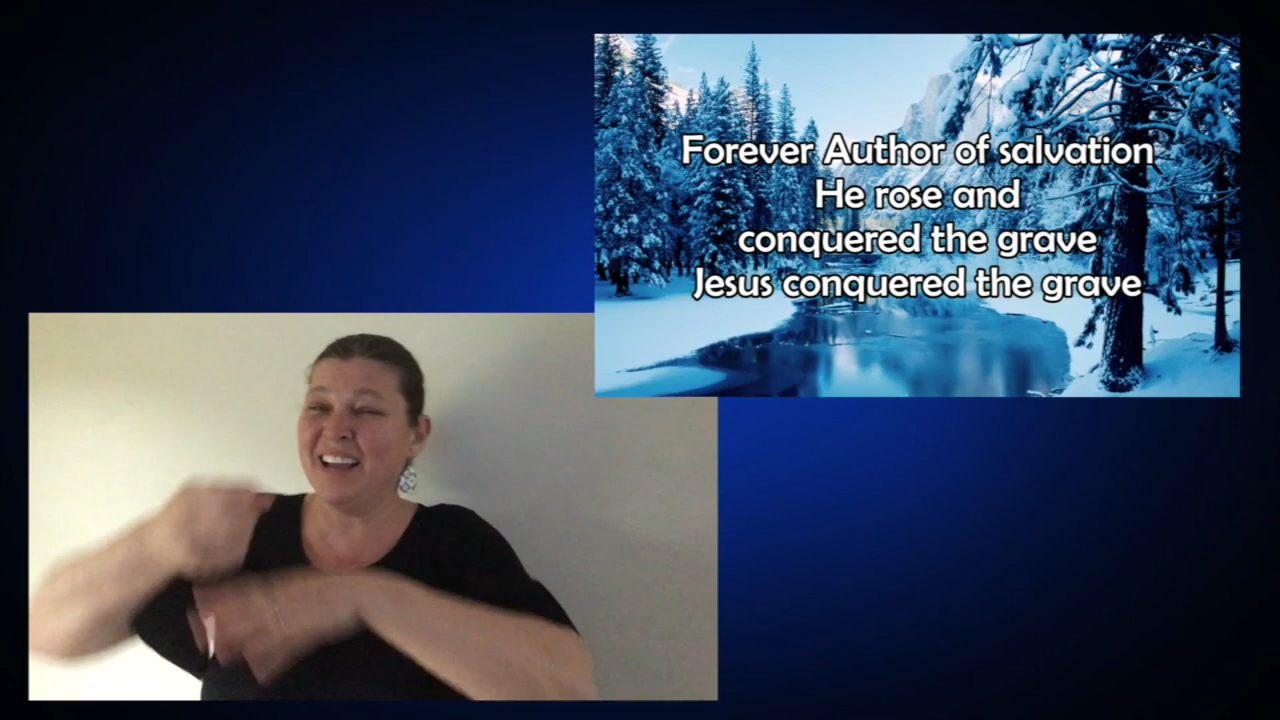 Forever Author of salvation
He rose and
conquered the grave
Jesus conquered the grave